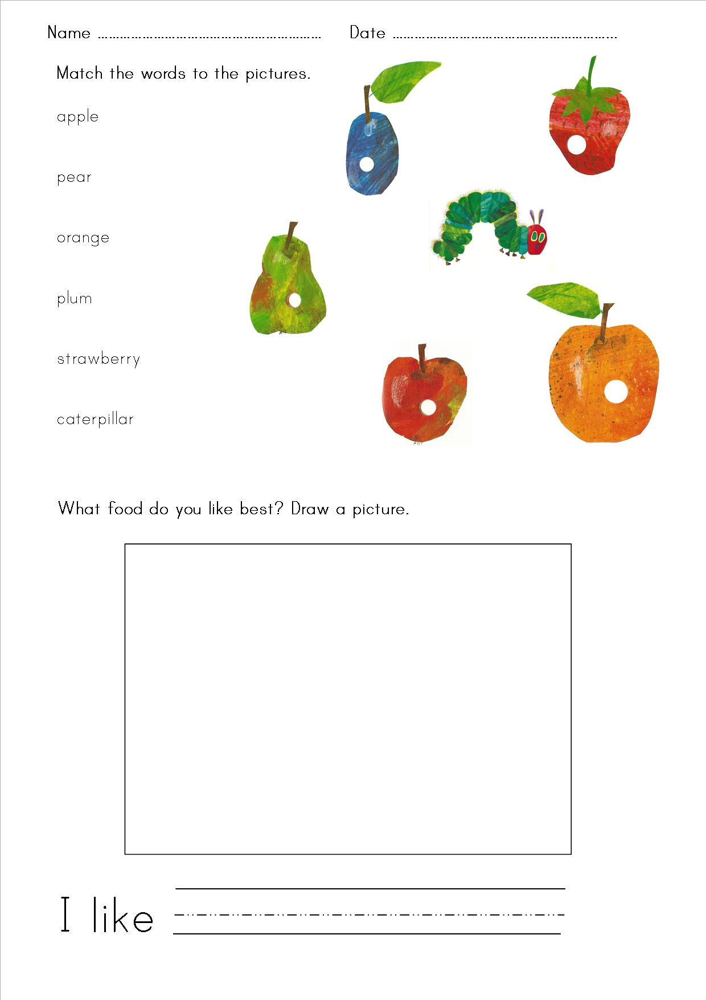 Name ………………………………………………… Date ………………………………………………...
Match the words to the pictures.
apple
pear
orange
plum
strawberry
caterpillar
What food do you like best? Draw a picture.
I like